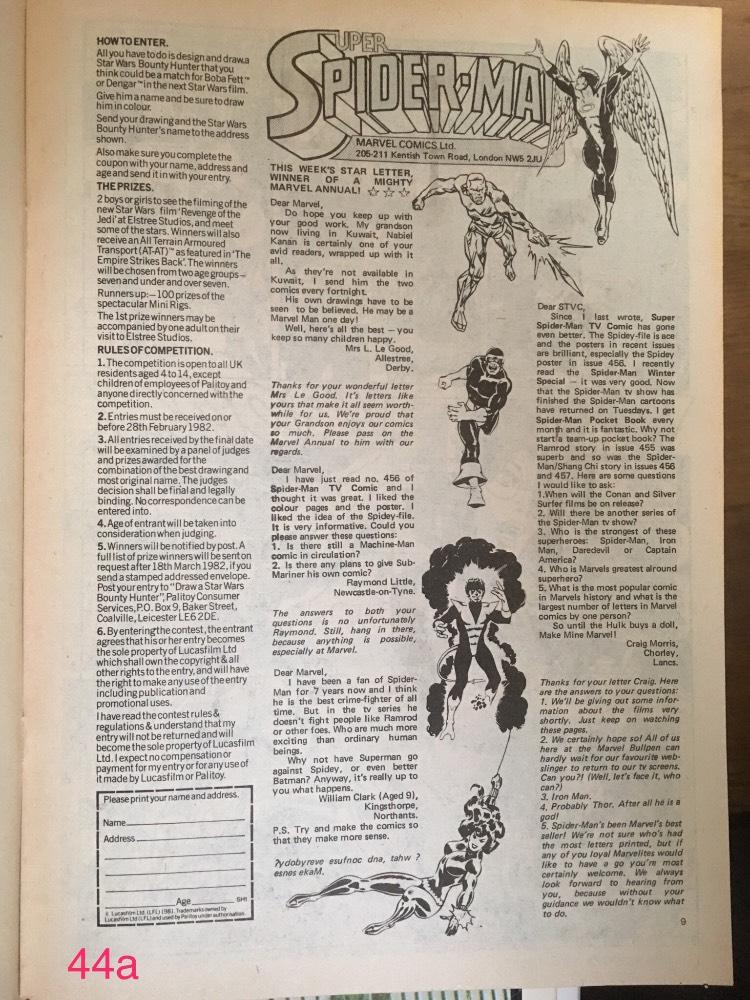 HOW TO ENTER.
All you have to do is design and draw a
Star Wars Bounty Hunter that you
think could be a match for Boba Fett™
or Dengar™ in the next Star Wars film.
Give him a name and be sure to draw
him in colour.
Send your drawing and the Star Wars
Bounty Hunter's name to the address
shown.
Also make sure you complete the
coupon with your name, address and
age and send it in with your entry.
THE PRIZES.
2 boys or girls to see the filming of the
new Star Wars film 'Revenge of the
Jedi' at Elstree Studios, and meet
some of the stars. Winners will also
receive an All Terrain Armoured
Transport (AT-AT)™ as featured in 'The
Empire Strikes Back'. The winners
will be chosen from two age groups—
seven and under and over seven.
Runners up:— 100 prizes of the
spectacular Mini Rigs.
The 1st prize winners may be
accompanied by one adult on their
visit to Elstree Studios.
RULES OF COMPETITION.
1. The competition is open to all UK
residents aged 4 to 14, except
children of employees of Palitoy and
anyone directly concerned with the
competition.
2. Entries must be received on or
before 28th February 1982.
3. All entries received by the final date
will be examined by a panel of judges
and prizes awarded for the
combination of the best drawing and
most original name. The judges
decision shall be final and legally
binding. No correspondence can be
entered into.
4. Age of entrant will be taken into
consideration when judging.
5. Winners will be notified by post. A
full list of prize winners will be sent on
request after 18th March 1982, if you
send a stamped addressed envelope.
Post your entry to "Draw a Star Wars
Bounty Hunter", Palitoy Consumer
Services, P.O. Box 9, Baker Street,
Coalville, Leicester LE6 2DE.
6. By entering the contest, the entrant
agrees that his or her entry becomes
the sole property of Lucasfilm Ltd
which shall own the copyright & all
other rights to the entry, and will have
the right to make any use of the entry
including publication and
promotional uses.
I have read the contest rules &
regulations & understand that my
entry will not be returned and will
become the sole property of Lucasfilm
Ltd. I expect no compensation or
payment for my entry or for any use of
it made by Lucasfilm or Palitoy.
Please print your name and address.
Name
Address
Age
SM1
© Lucasfilm Ltd. (LFL) 1981. Trademarks owned by
Lucasfilm Ltd (LFL) and used by Palitoy under authorisation.
SUPER
SPIDER-MAN
MARVEL COMICS Ltd.
205-211 Kentish Town Road, London NW5 2JU
THIS WEEK'S STAR LETTER,
WINNER OF A MIGHTY
MARVEL ANNUAL! ☆☆☆
Dear Marvel,
Do hope you keep up with
your good work. My grandson
now living in Kuwait, Nabiel
Kanan is certainly one of your
avid readers, wrapped up with it
all.
As they're not available in
Kuwait, I send him the two
comics every fortnight.
His own drawings have to be
seen to be believed. He may be a
Marvel Man one day!
Well, here's all the best — you
keep so many children happy.
Mrs L. Le Good,
Allestree,
Derby.
Thanks for your wonderful letter
Mrs Le Good. It's letters like
yours that make it all seem worth-
while for us. We're proud that
your Grandson enjoys our comics
so much. Please pass on the
Marvel Annual to him with our
regards.
Dear Marvel,
I have just read no. 456 of
Spider-Man TV Comic and I
thought it was great. I liked the
colour pages and the poster. I
liked the idea of the Spidey-file.
It is very informative. Could you
please answer these questions:
1. Is there still a Machine-Man
comic in circulation?
2. Is there any plans to give Sub-
Mariner his own comic?
Raymond Little,
Newcastle-on-Tyne.
The answers to both your
questions is no unfortunately
Raymond. Still, hang in there,
because anything is possible,
especially at Marvel.
Dear Marvel,
I have been a fan of Spider-
Man for 7 years now and I think
he is the best crime-fighter of all
time. But in the tv series he
doesn't fight people like Ramrod
or other foes. Who are much more
exciting than ordinary human
beings.
Why not have Superman go
against Spidey, or even better
Batman? Anyway, it's really up to
you what happens.
William Clark (Aged 9),
Kingsthorpe,
Northants.
P.S. Try and make the comics so
that they make more sense.
?ydobyreve esufnoc dna, tahw ?
esnes ekaM.
Dear STVC,
Since I last wrote, Super
Spider-Man TV Comic has gone
even better. The Spidey-file is ace
and the posters in recent issues
are brilliant, especially the Spidey
poster in issue 456. I recently
read the Spider-Man Winter
Special — it was very good. Now
that the Spider-Man tv show has
finished the Spider-Man cartoons
have returned on Tuesdays. I get
Spider-Man Pocket Book every
month and it is fantastic. Why not
start a team-up pocket book? The
Ramrod story in issue 455 was
superb and so was the Spider-
Man/Shang Chi story in issues 456
and 457. Here are some questions
I would like to ask:
1. When will the Conan and Silver
Surfer films be on release?
2. Will there be another series of
the Spider-Man tv show?
3. Who is the strongest of these
superheroes: Spider-Man, Iron
Man, Daredevil or Captain
America?
4. Who is Marvels greatest alround
superhero?
5. What is the most popular comic
in Marvels history and what is the
largest number of letters in Marvel
comics by one person?
So until the Hulk buys a doll,
Make Mine Marvel!
Craig Morris,
Chorley,
Lancs.
Thanks for your letter Craig. Here
are the answers to your questions:
1. We'll be giving out some infor-
mation about the films very
shortly. Just keep on watching
these pages.
2. We certainly hope so! All of us
here at the Marvel Bullpen can
hardly wait for our favourite web-
slinger to return to our tv screens.
Can you?! (Well, let's face it, who
can?)
3. Iron Man.
4. Probably Thor. After all he is a
god!
5. Spider-Man's been Marvel's best
seller! We're not sure who's had
the most letters printed, but if
any of you loyal Marvelites would
like to have a go you're most
certainly welcome. We always
look forward to hearing from
you, because without your
guidance we wouldn't know what
to do.
9
44a